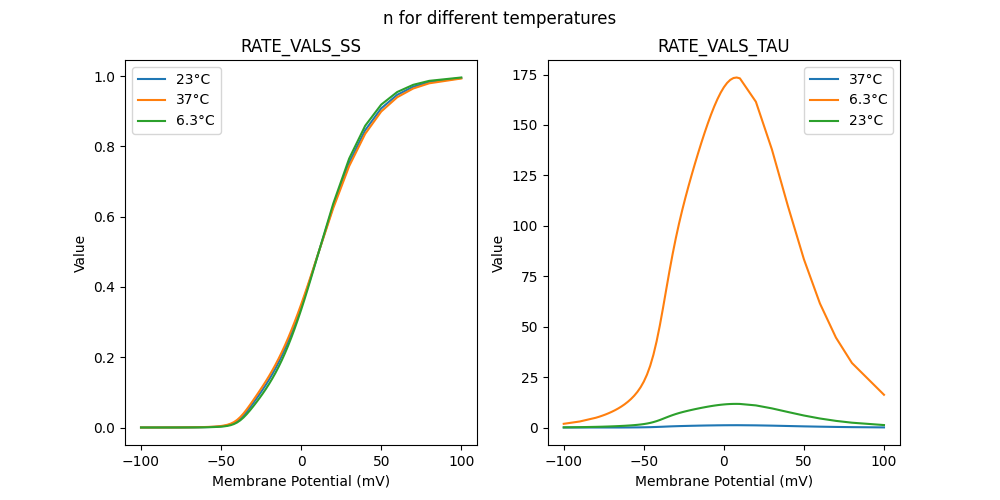 n for different temperatures
RATE_VALS_SS
1.0
0.8
0.6
0.4
0.2
0.0
Value
23°C
37°C
6.3°C
−100
−50
0
50
100
Membrane Potential (mV)
RATE_VALS_TAU
175
150
125
100
75
50
25
0
Value
37°C
6.3°C
23°C
−100
−50
0
50
100
Membrane Potential (mV)